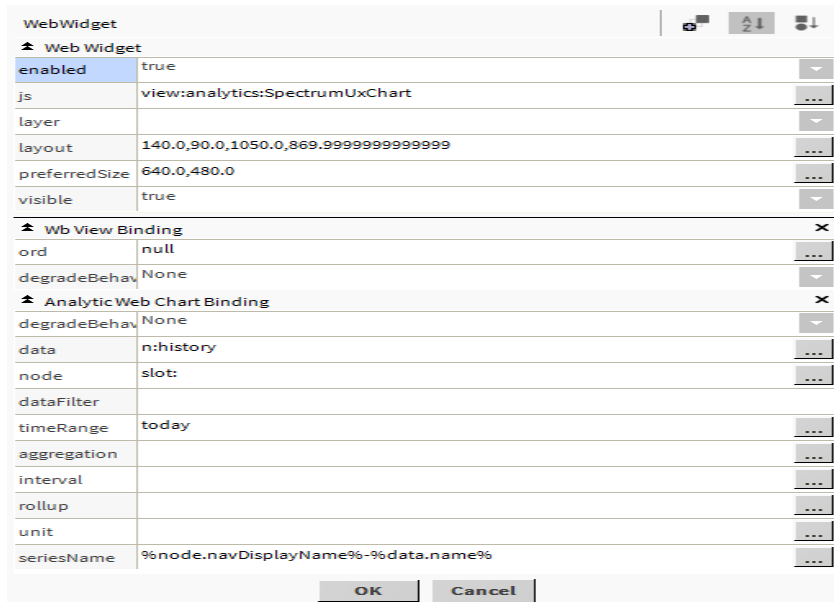 WebWidget
Web Widget
enabled true
js view:analytics:SpectrumUxChart ...
layer
layout 140.0,90.0,1050.0,869.9999999999999 ...
preferredSize 640.0,480.0 ...
visible true
Wb View Binding
ord null ...
degradeBehav None
Analytic Web Chart Binding
degradeBehav None
data n:history ...
node slot: ...
dataFilter
timeRange today ...
aggregation ...
interval ...
rollup ...
unit ...
seriesName %node.navDisplayName%-%data.name% ...
OK Cancel